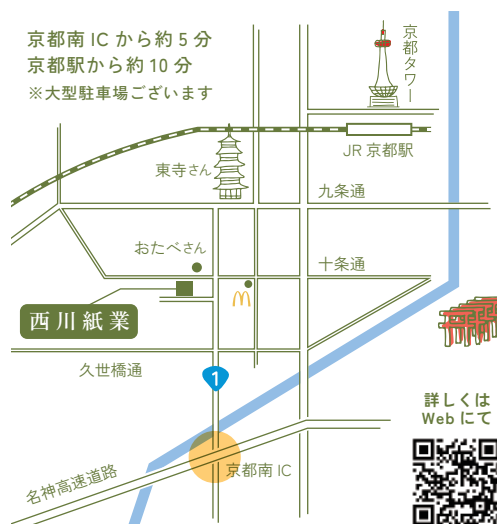 京都南 IC から約 5 分
京都駅から約 10 分
※大型駐車場ございます
京都タワー
JR 京都駅
東寺さん
九条通
おたべさん
十条通
西川紙業
久世橋通
1
詳しくは
Web にて
京都南 IC
名神高速道路